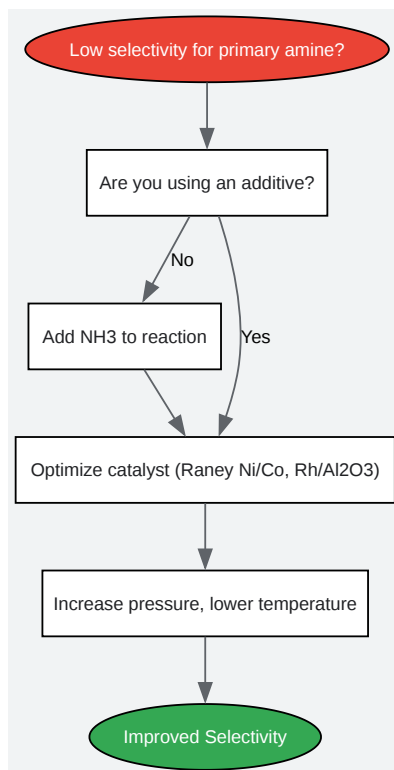 Low selectivity for primary amine?
Are you using an additive?
No
Add NH3 to reaction
Yes
Optimize catalyst (Raney Ni/Co, Rh/Al2O3)
Increase pressure, lower temperature
Improved Selectivity